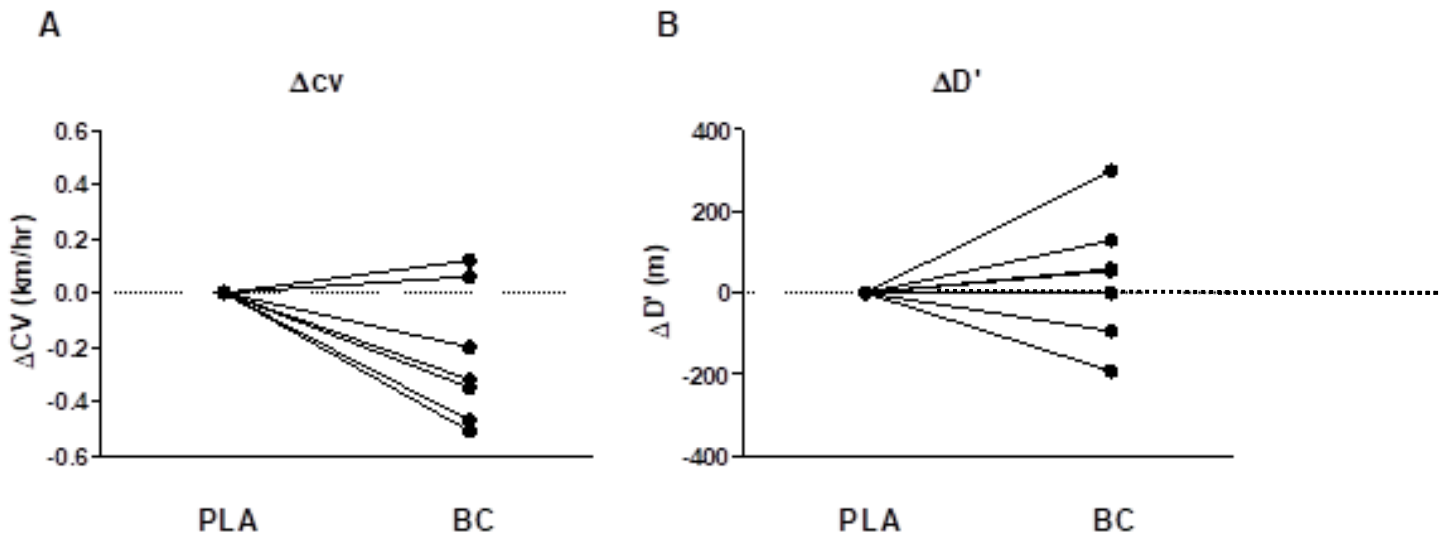 A
ΔCV
ΔCV (km/hr)
0.6
0.4
0.2
0.0
-0.2
-0.4
-0.6
PLA BC
B
ΔD'
ΔD' (m)
400
200
0
-200
-400
PLA BC